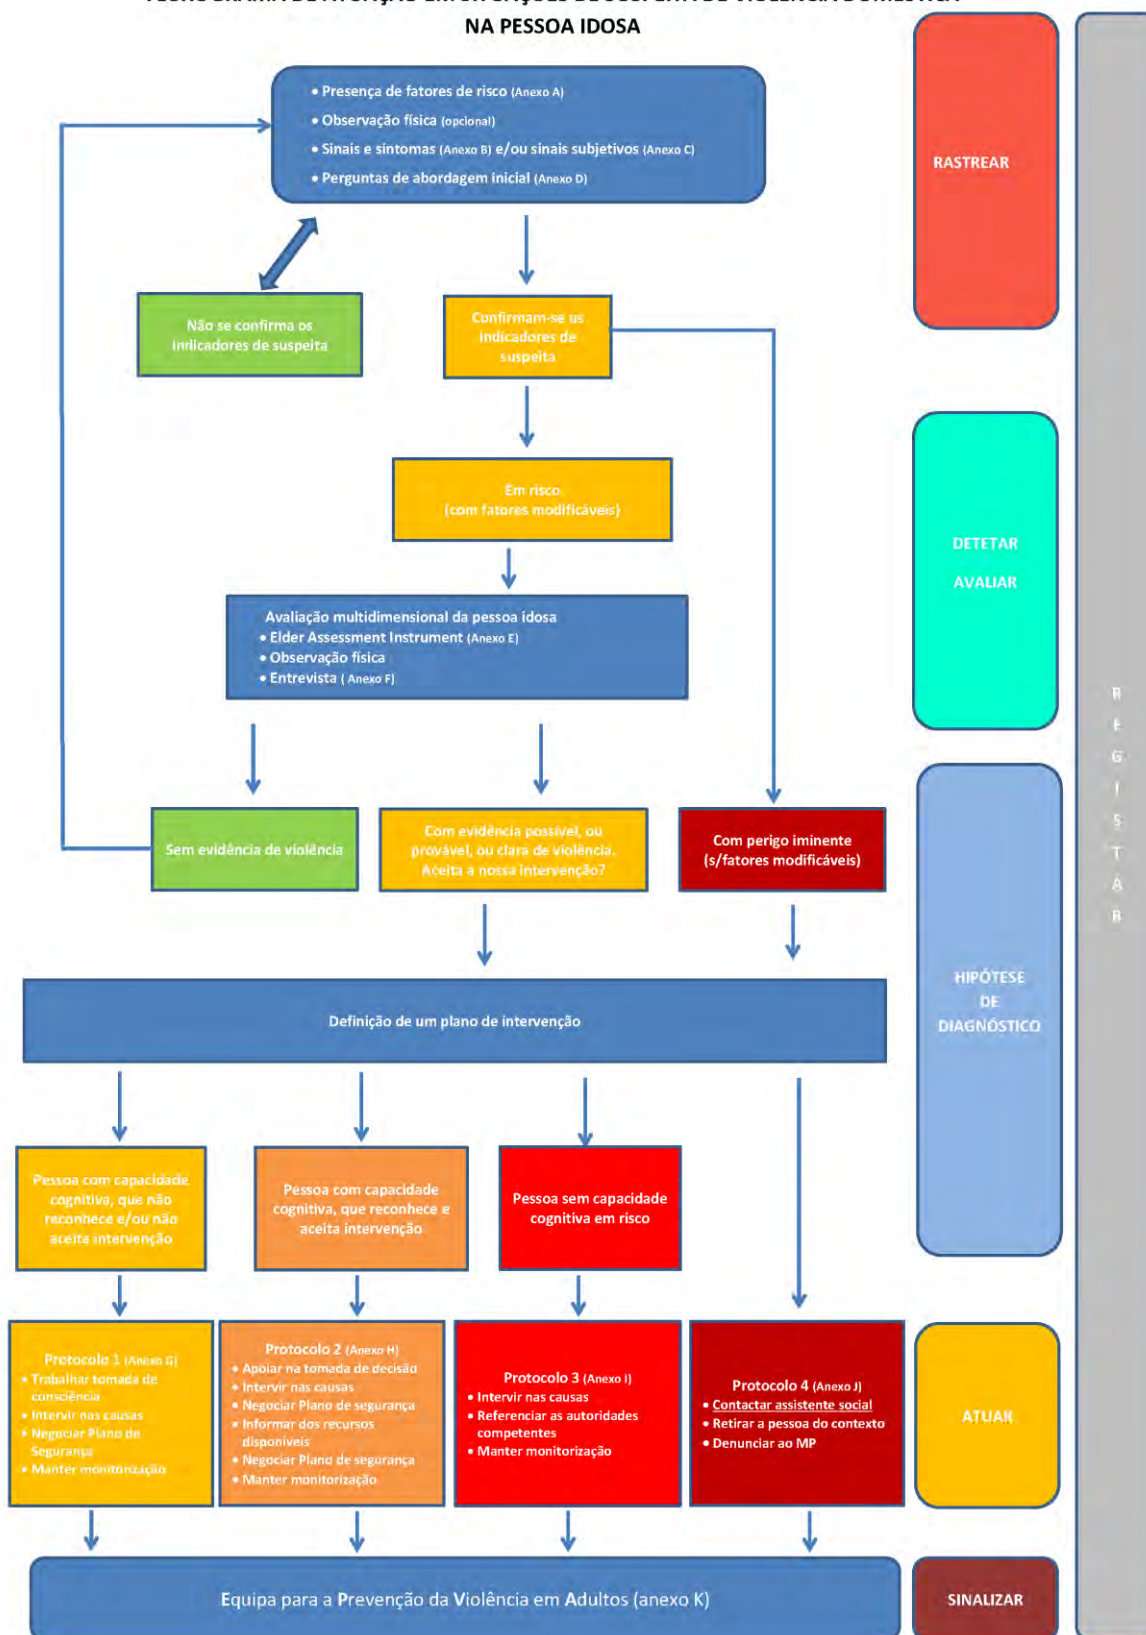 NA PESSOA IDOSA
• Presença de fatores de risco (Anexo A)
• Observação física (opcional)
• Sinais e sintomas (Anexo B) e/ou sinais subjetivos (Anexo C)
• Perguntas de abordagem inicial (Anexo D)
RASTREAR
Não se confirma os
indicadores de suspeita
Confirmam-se os
indicadores de
suspeita
Em risco
(com fatores modificáveis)
DETETAR
AVALIAR
Avaliação multidimensional da pessoa idosa
• Elder Assessment Instrument (Anexo E)
• Observação física
• Entrevista ( Anexo F)
Sem evidência de violência
Com evidência possível, ou
provável, ou clara de violência.
Aceita a nossa intervenção?
Com perigo iminente
(s/fatores modificáveis)
HIPÓTESE
DE
DIAGNÓSTICO
Definição de um plano de intervenção
Pessoa com capacidade
cognitiva, que não
reconhece e/ou não
aceita intervenção
Pessoa com capacidade
cognitiva, que reconhece e
aceita intervenção
Pessoa sem capacidade
cognitiva em risco
Protocolo 1 (Anexo G)
• Trabalhar tomada de
consciência
• Intervir nas causas
• Negociar Plano de
Segurança
• Manter monitorização
Protocolo 2 (Anexo H)
• Apoiar na tomada de decisão
• Intervir nas causas
• Negociar Plano de segurança
• Informar dos recursos
disponíveis
• Negociar Plano de segurança
• Manter monitorização
Protocolo 3 (Anexo I)
• Intervir nas causas
• Referenciar as autoridades
competentes
• Manter monitorização
Protocolo 4 (Anexo J)
• Contactar assistente social
• Retirar a pessoa do contexto
• Denunciar ao MP
ATUAR
Equipa para a Prevenção da Violência em Adultos (anexo K)
SINALIZAR
R
E
G
I
S
T
A
R